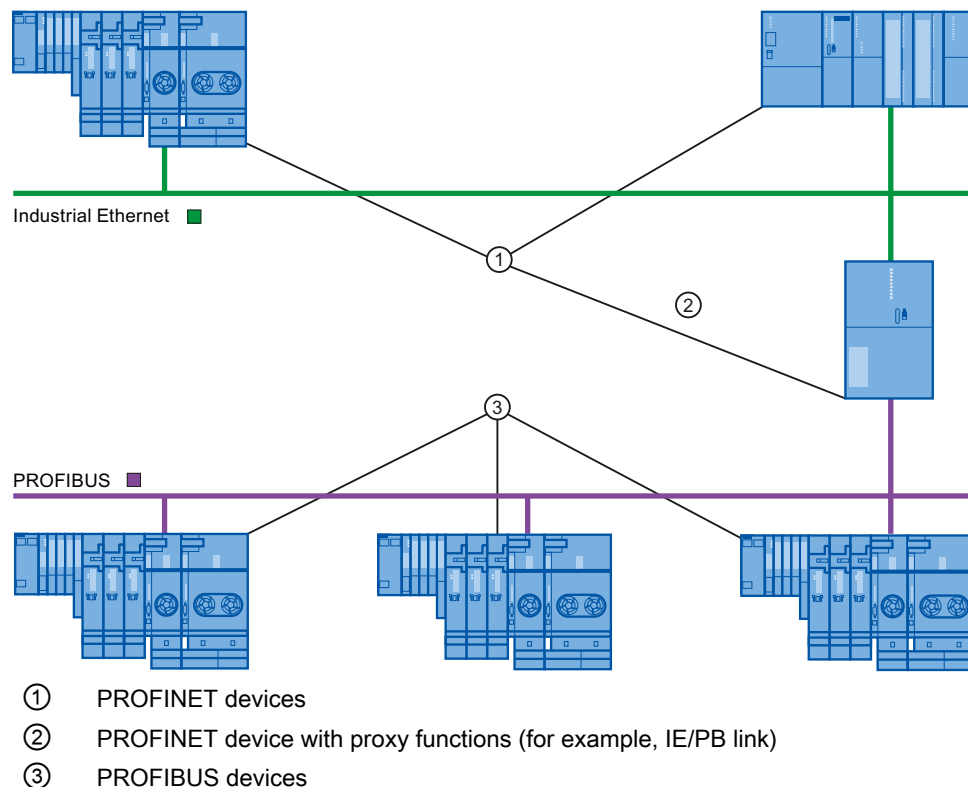 Industrial Ethernet
①
②
③
PROFIBUS
① PROFINET devices
② PROFINET device with proxy functions (for example, IE/PB link)
③ PROFIBUS devices